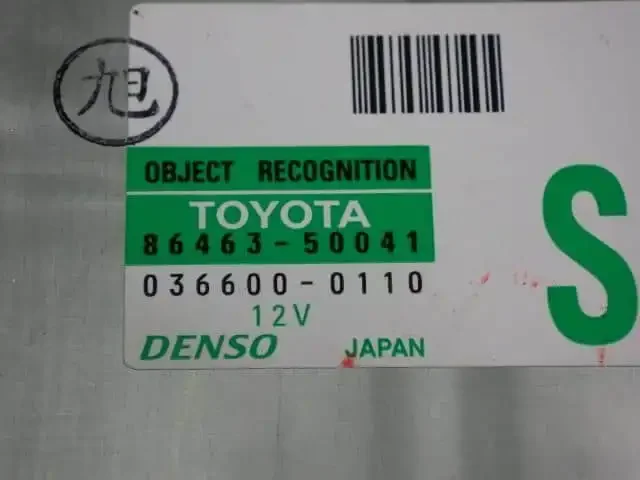 旭
OBJECT RECOGNITION
TOYOTA
86463-50041
036600-0110
12V
DENSO JAPAN
S